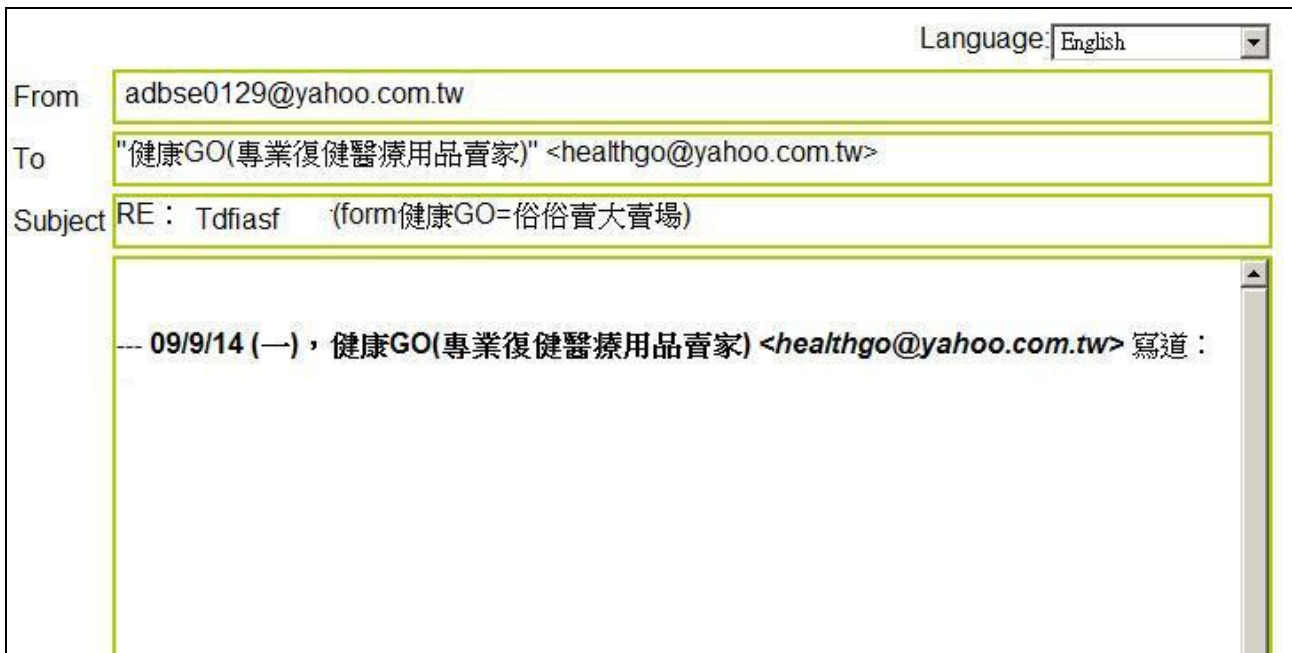 Language: English
From adbse0129@yahoo.com.tw
To "健康GO(專業復健醫療用品賣家)" <healthgo@yahoo.com.tw>
Subject RE： Tdfiasf (form健康GO=俗俗賣大賣場)
--- 09/9/14 (一)，健康GO(專業復健醫療用品賣家) <healthgo@yahoo.com.tw> 寫道：